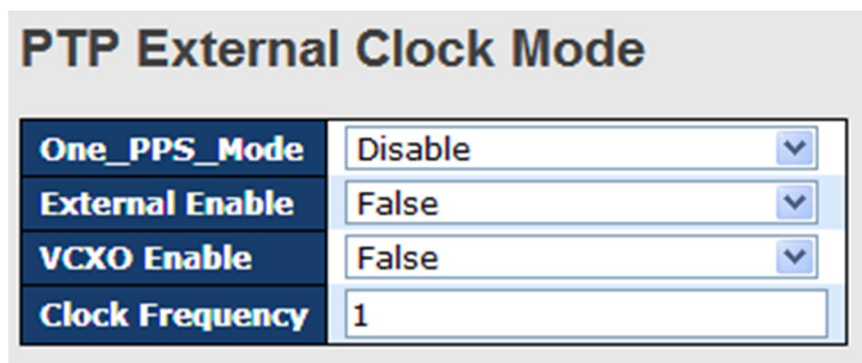 PTP External Clock Mode
One_PPS_Mode Disable
External Enable False
VCXO Enable False
Clock Frequency 1